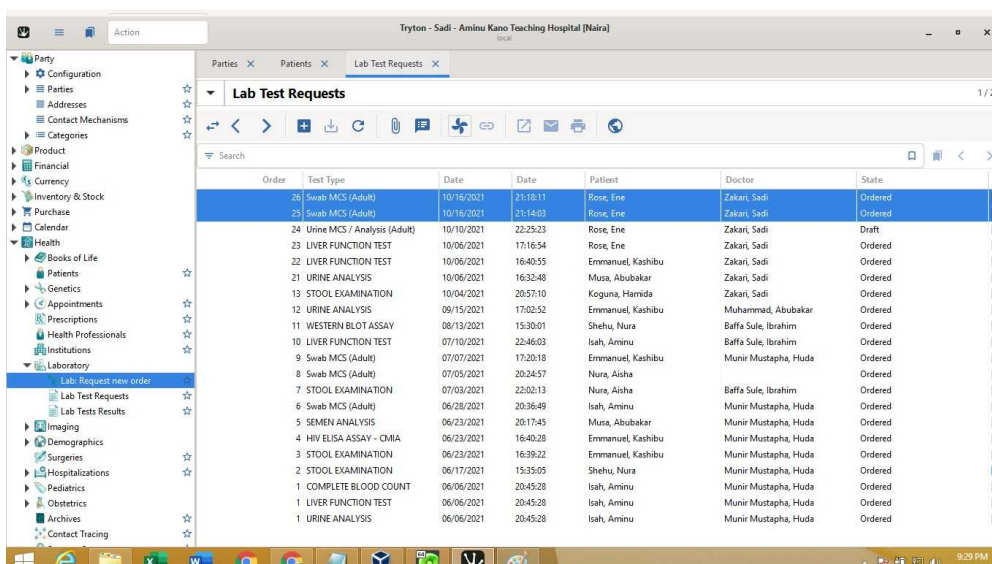 Action
Tryton - Sadi - Aminu Kano Teaching Hospital [Naira]
local
Party
Configuration
Parties
Addresses
Contact Mechanisms
Categories
Product
Financial
Currency
Inventory & Stock
Purchase
Calendar
Health
Books of Life
Patients
Genetics
Appointments
Prescriptions
Health Professionals
Institutions
Laboratory
Lab: Request new order
Lab Test Requests
Lab Tests Results
Imaging
Demographics
Surgeries
Hospitalizations
Pediatrics
Obstetrics
Archives
Contact Tracing
Parties Patients Lab Test Requests
Lab Test Requests
Search
Order Test Type Date Date Patient Doctor State
26 Swab MCS (Adult) 10/16/2021 21:18:11 Rose, Ene Zakari, Sadi Ordered
25 Swab MCS (Adult) 10/16/2021 21:14:03 Rose, Ene Zakari, Sadi Ordered
24 Urine MCS / Analysis (Adult) 10/10/2021 22:25:23 Rose, Ene Zakari, Sadi Draft
23 LIVER FUNCTION TEST 10/06/2021 17:16:54 Rose, Ene Zakari, Sadi Ordered
22 LIVER FUNCTION TEST 10/06/2021 16:40:55 Emmanuel, Kashibu Zakari, Sadi Ordered
21 URINE ANALYSIS 10/06/2021 16:32:48 Musa, Abubakar Zakari, Sadi Ordered
13 STOOL EXAMINATION 10/04/2021 20:57:10 Koguna, Hamida Zakari, Sadi Ordered
12 URINE ANALYSIS 09/15/2021 17:02:52 Emmanuel, Kashibu Muhammad, Abubakar Ordered
11 WESTERN BLOT ASSAY 08/13/2021 15:30:01 Shehu, Nura Baffa Sule, Ibrahim Ordered
10 LIVER FUNCTION TEST 07/10/2021 22:46:03 Isah, Aminu Baffa Sule, Ibrahim Ordered
9 Swab MCS (Adult) 07/07/2021 17:20:18 Emmanuel, Kashibu Munir Mustapha, Huda Ordered
8 Swab MCS (Adult) 07/05/2021 20:24:57 Nura, Aisha Ordered
7 STOOL EXAMINATION 07/03/2021 22:02:13 Nura, Aisha Baffa Sule, Ibrahim Ordered
6 Swab MCS (Adult) 06/28/2021 20:36:49 Isah, Aminu Munir Mustapha, Huda Ordered
5 SEMEN ANALYSIS 06/23/2021 20:17:45 Musa, Abubakar Munir Mustapha, Huda Ordered
4 HIV ELISA ASSAY - CMIA 06/23/2021 16:40:28 Emmanuel, Kashibu Munir Mustapha, Huda Ordered
3 STOOL EXAMINATION 06/23/2021 16:39:22 Emmanuel, Kashibu Munir Mustapha, Huda Ordered
2 STOOL EXAMINATION 06/17/2021 15:35:05 Shehu, Nura Munir Mustapha, Huda Ordered
1 COMPLETE BLOOD COUNT 06/06/2021 20:45:28 Isah, Aminu Munir Mustapha, Huda Ordered
1 LIVER FUNCTION TEST 06/06/2021 20:45:28 Isah, Aminu Munir Mustapha, Huda Ordered
1 URINE ANALYSIS 06/06/2021 20:45:28 Isah, Aminu Munir Mustapha, Huda Ordered
9:29 PM